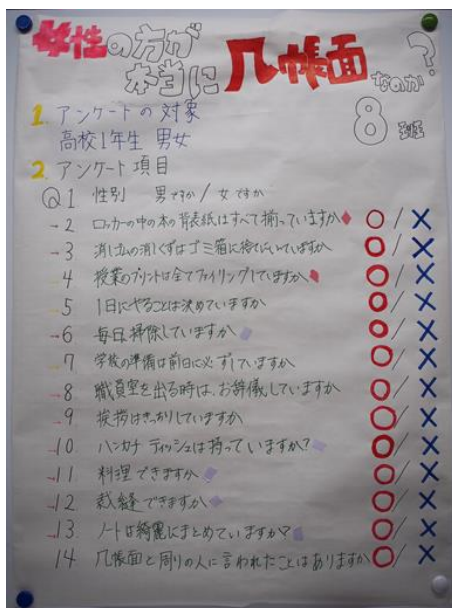 女性の方が
本当に几帳面なのか?
8班
1. アンケートの対象
高校1年生 男女
2. アンケート項目
Q1 性別 男ですか/女ですか
-2 ロッカーの中の本の背表紙はすべて揃っていますか ○/×
-3 消しゴムの消しくずはゴミ箱に捨てにいっていますか ○/×
-4 授業のプリントは全てファイリングしていますか ○/×
-5 1日にやることは決めていますか ○/×
-6 毎日掃除していますか ○/×
-7 学校の準備は前日に必ずしていますか ○/×
-8 職員室を出る時は、お辞儀していますか ○/×
-9 挨拶はきっちりしていますか ○/×
-10 ハンカチ ティッシュは持っていますか? ○/×
-11 料理できますか ○/×
-12 裁縫できますか ○/×
-13 ノートは綺麗にまとめていますか? ○/×
14 几帳面と周りの人に言われたことはありますか ○/×